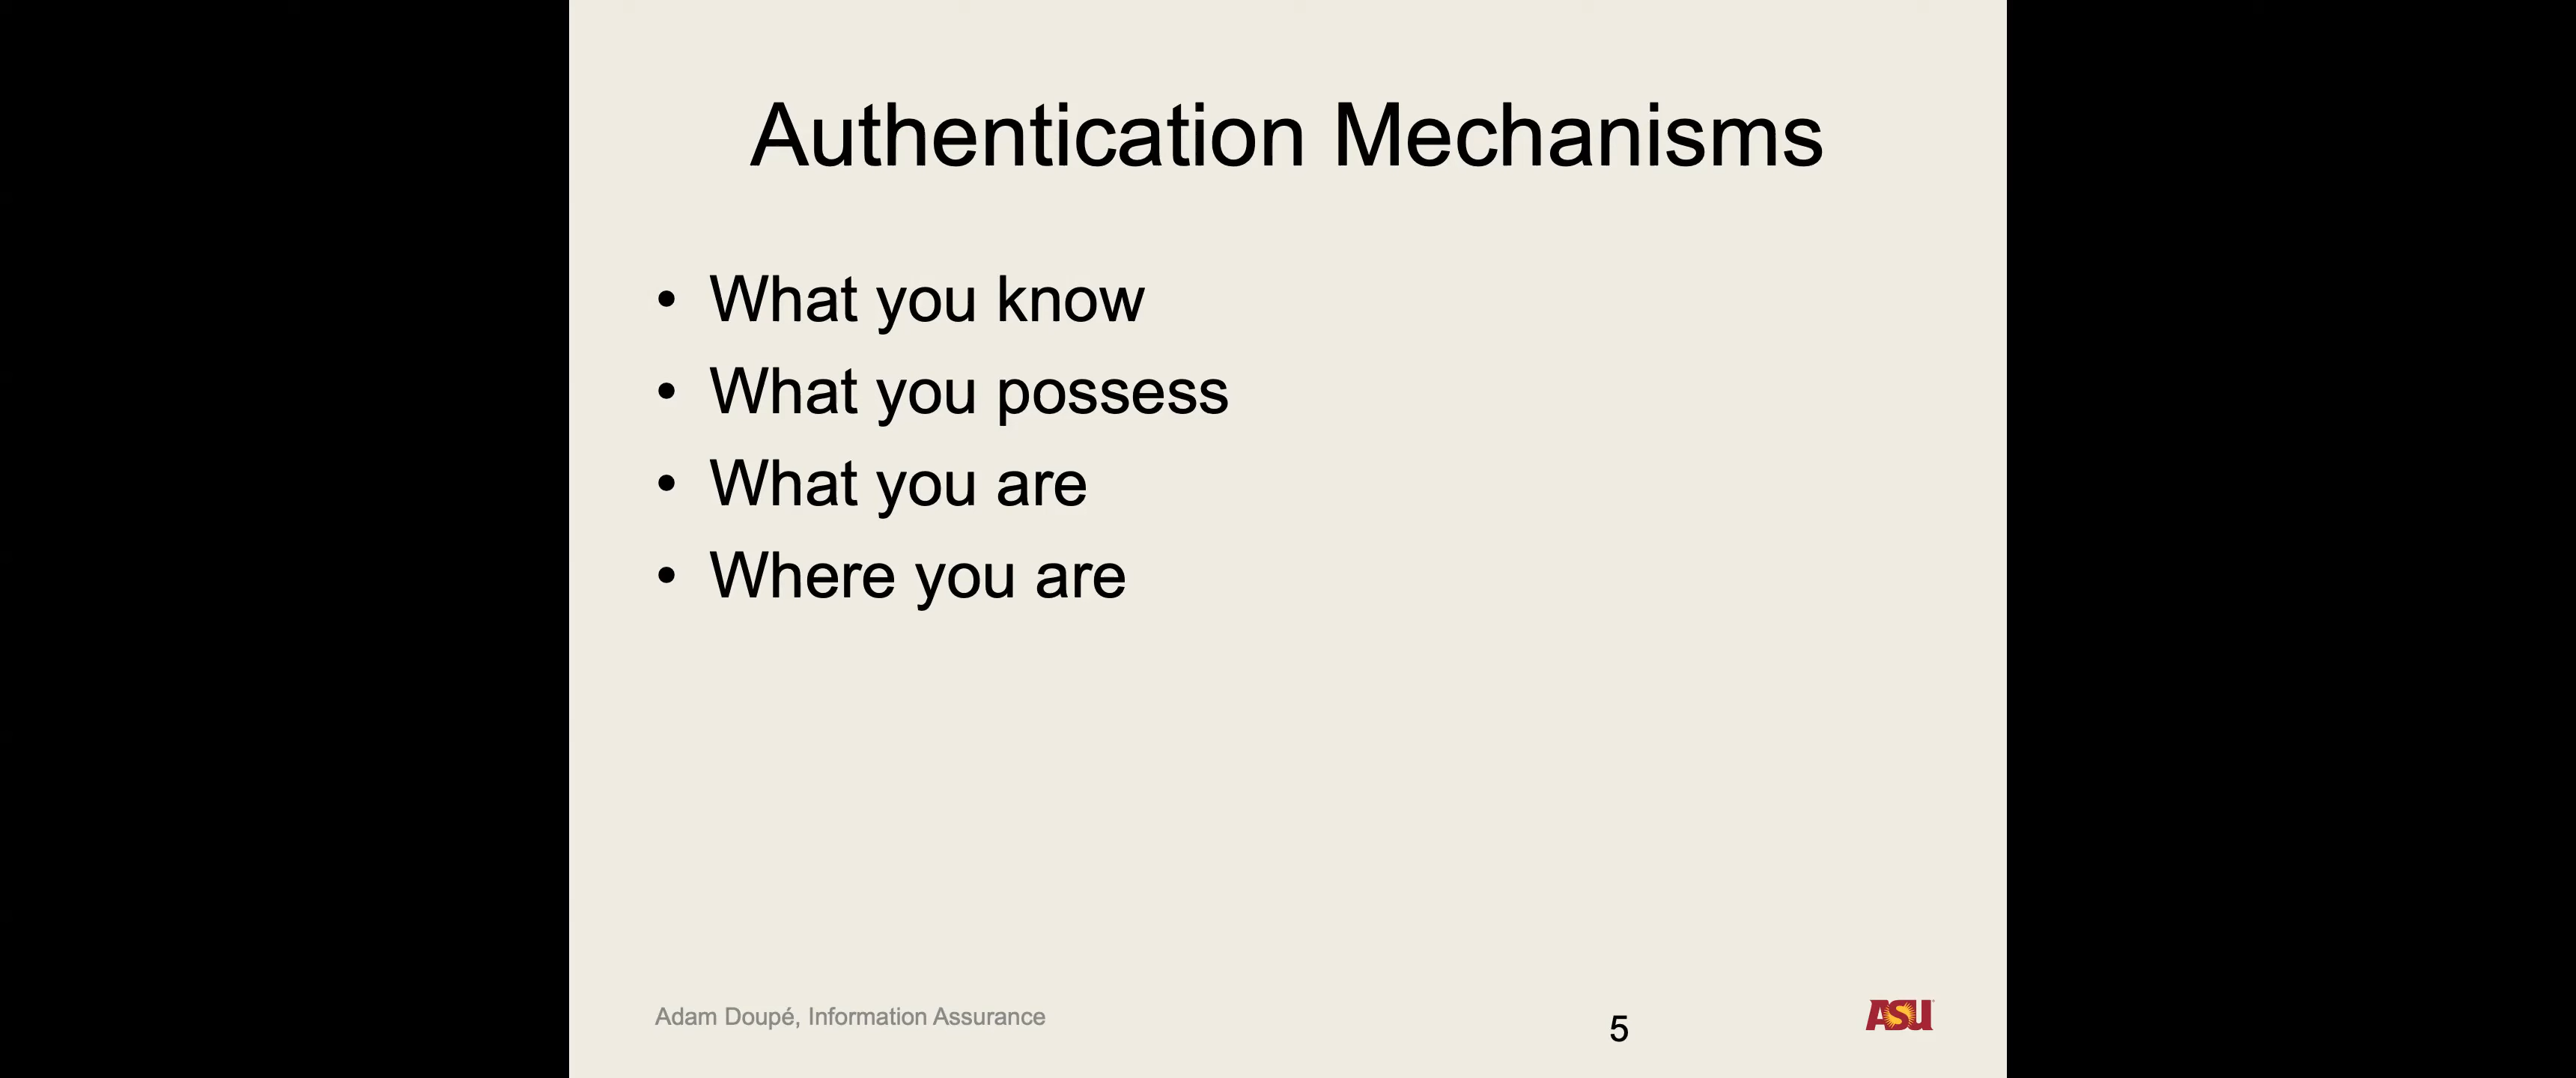 Authentication Mechanisms
• What you know
• What you possess
• What you are
• Where you are
Adam Doupé, Information Assurance
5
ASU